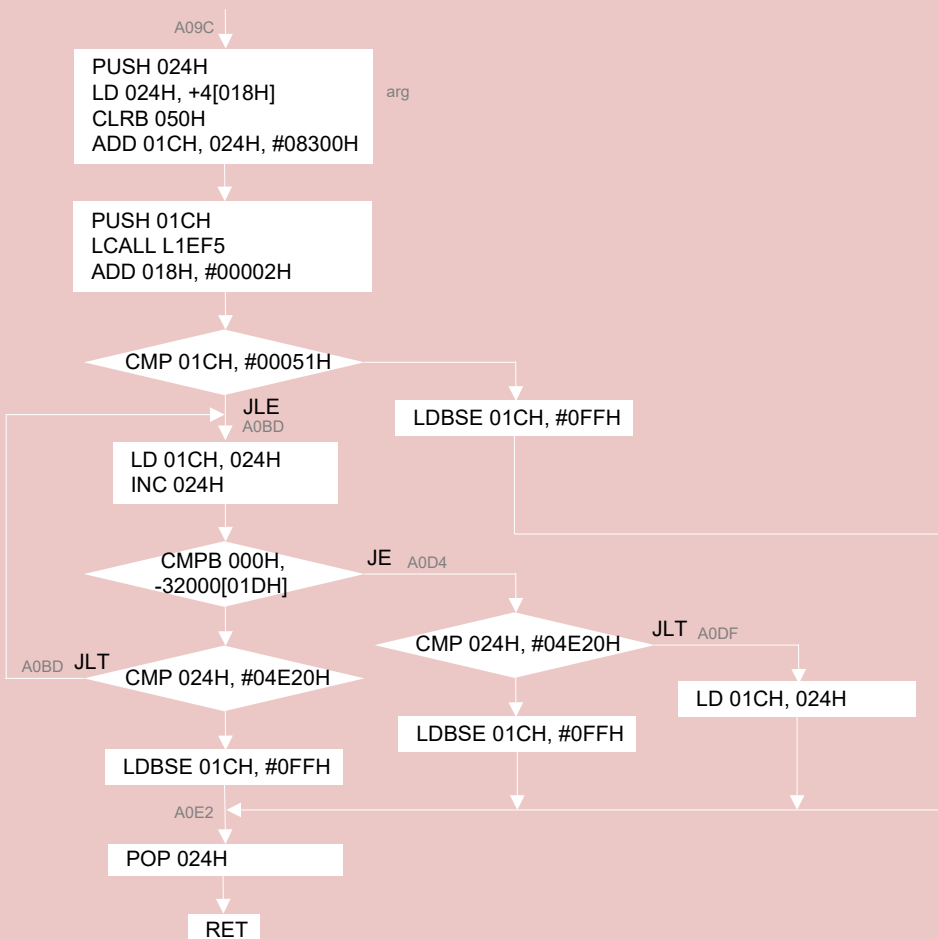 A09C
PUSH 024H
LD 024H, +4[018H]
CLRB 050H
ADD 01CH, 024H, #08300H
arg
PUSH 01CH
LCALL L1EF5
ADD 018H, #00002H
CMP 01CH, #00051H
JLE
A0BD
LDBSE 01CH, #0FFH
LD 01CH, 024H
INC 024H
CMPB 000H,
-32000[01DH]
JE A0D4
CMP 024H, #04E20H
JLT A0DF
A0BD JLT
CMP 024H, #04E20H
LD 01CH, 024H
LDBSE 01CH, #0FFH
LDBSE 01CH, #0FFH
A0E2
POP 024H
RET